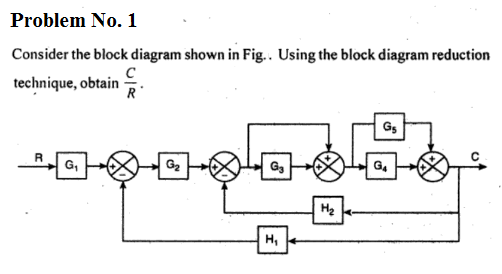 Problem No. 1
Consider the block diagram shown in Fig.. Using the block diagram reduction
technique, obtain C/R.
G5
R G1 + − G2 + − G3 + + G4 + + C
H2
H1